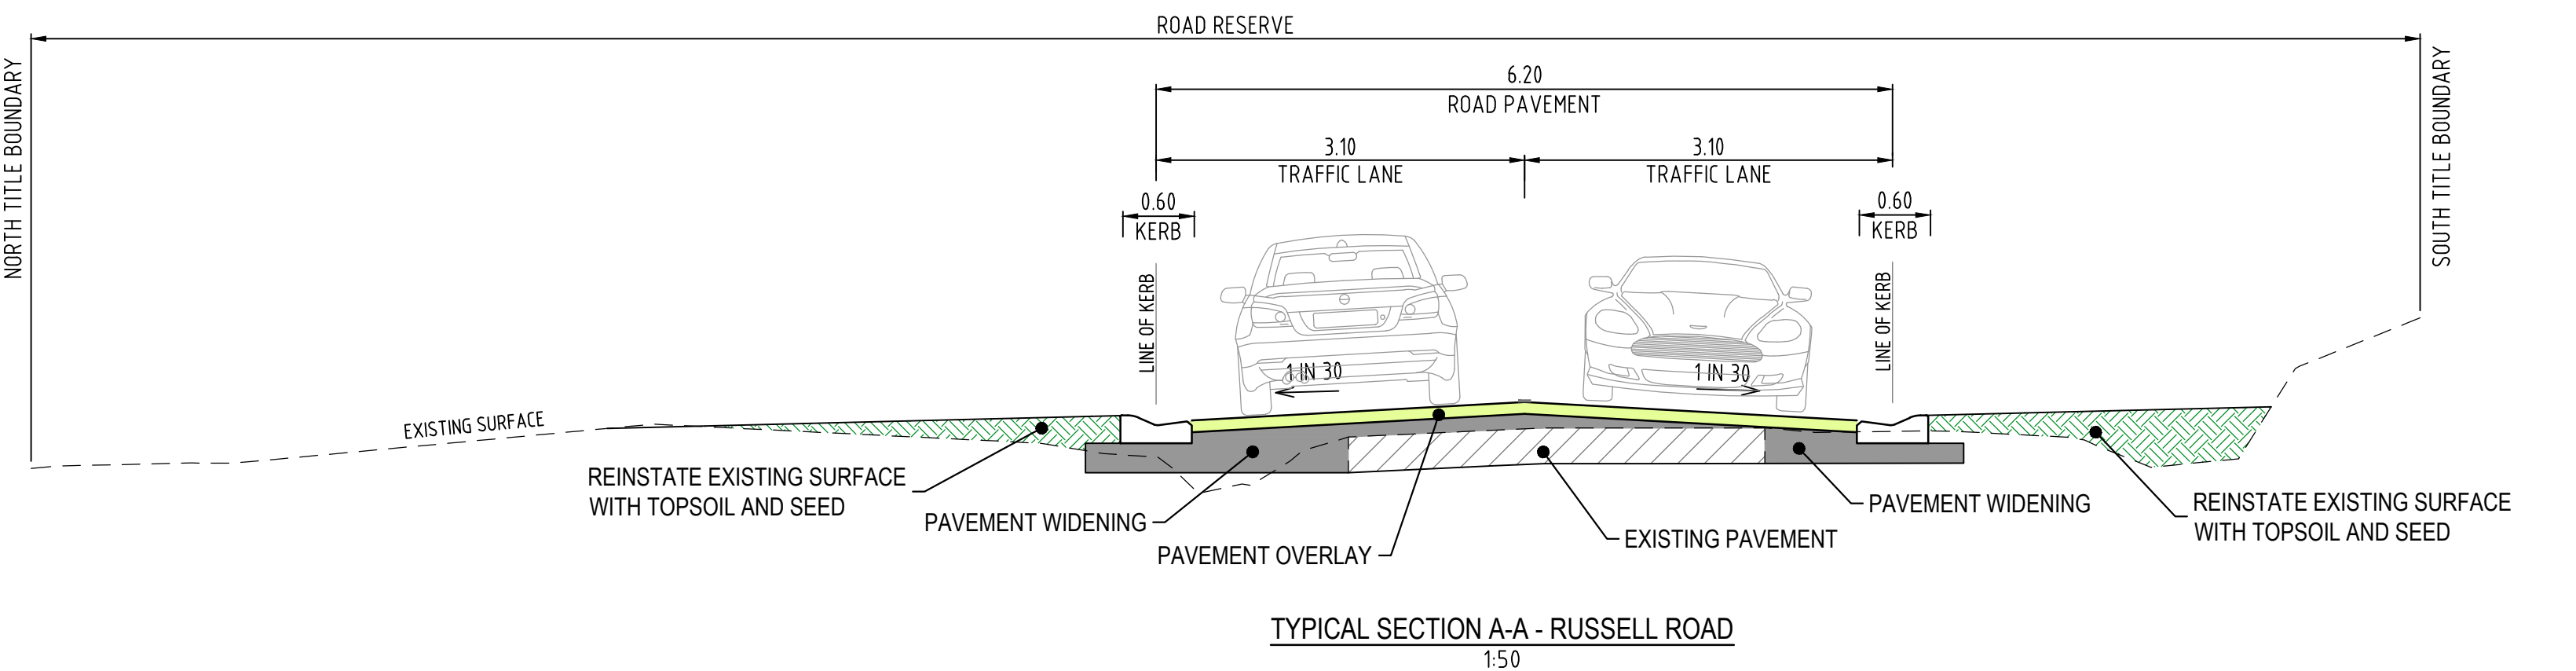 ROAD RESERVE
NORTH TITLE BOUNDARY
SOUTH TITLE BOUNDARY
6.20
ROAD PAVEMENT
3.10
TRAFFIC LANE
3.10
TRAFFIC LANE
0.60
KERB
0.60
KERB
LINE OF KERB
LINE OF KERB
1 IN 30
1 IN 30
EXISTING SURFACE
REINSTATE EXISTING SURFACE
WITH TOPSOIL AND SEED
PAVEMENT WIDENING
PAVEMENT OVERLAY
EXISTING PAVEMENT
PAVEMENT WIDENING
REINSTATE EXISTING SURFACE
WITH TOPSOIL AND SEED
TYPICAL SECTION A-A - RUSSELL ROAD
1:50